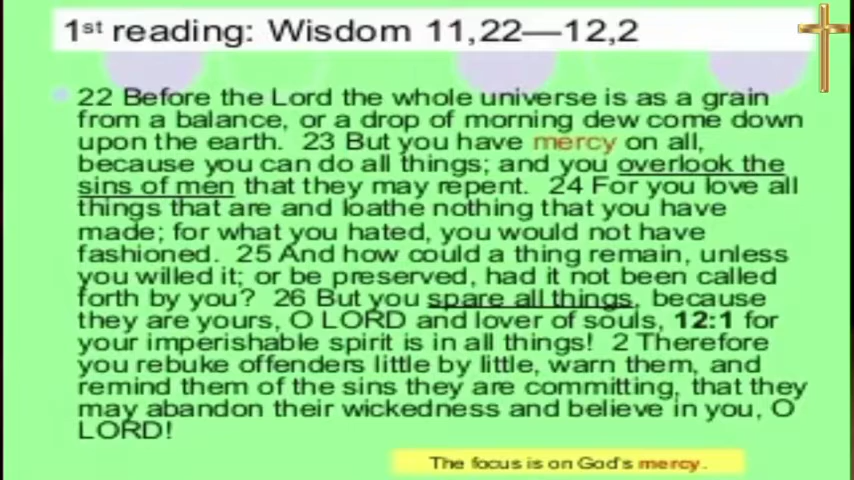 1st reading: Wisdom 11,22—12,2
22 Before the Lord the whole universe is as a grain
from a balance, or a drop of morning dew come down
upon the earth. 23 But you have mercy on all,
because you can do all things; and you overlook the
sins of men that they may repent. 24 For you love all
things that are and loathe nothing that you have
made; for what you hated, you would not have
fashioned. 25 And how could a thing remain, unless
you willed it; or be preserved, had it not been called
forth by you? 26 But you spare all things, because
they are yours, O LORD and lover of souls, 12:1 for
your imperishable spirit is in all things! 2 Therefore
you rebuke offenders little by little, warn them, and
remind them of the sins they are committing, that they
may abandon their wickedness and believe in you, O
LORD!
The focus is on God's mercy.